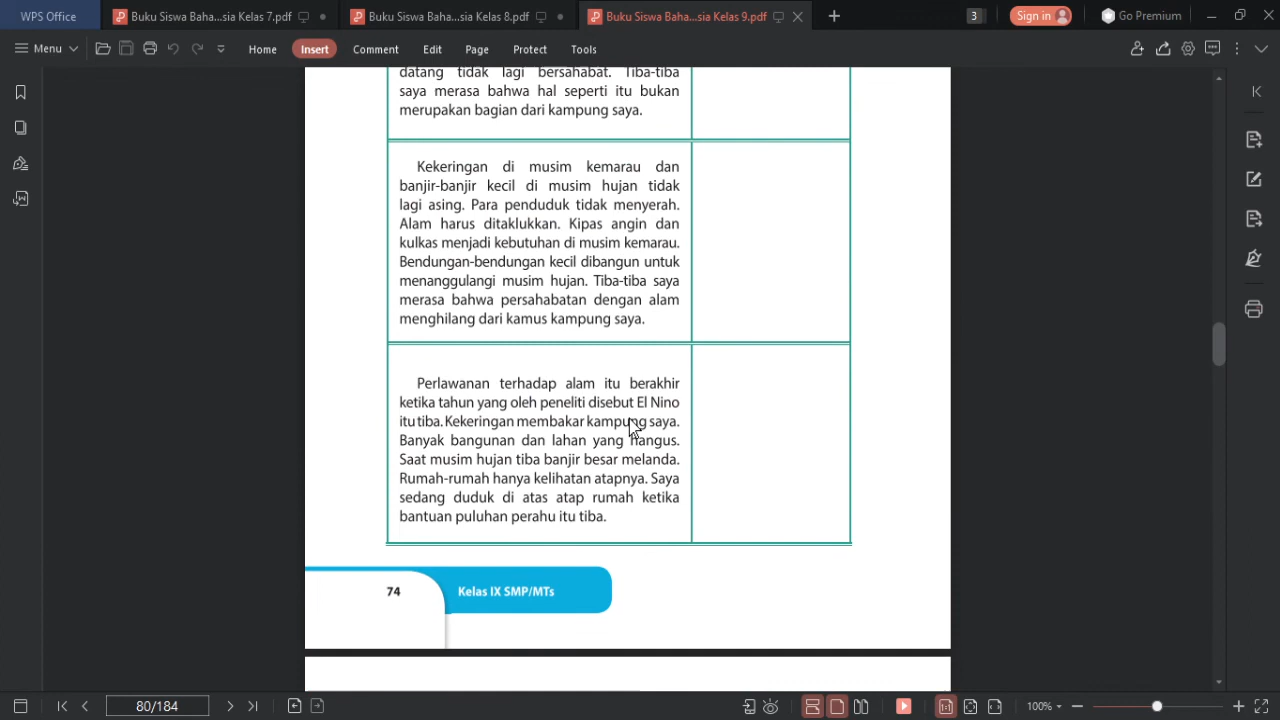 WPS Office
Buku Siswa Baha...sia Kelas 7.pdf
Buku Siswa Baha...sia Kelas 8.pdf
Buku Siswa Baha...sia Kelas 9.pdf
3
Sign in
Go Premium
Menu
Home
Insert
Comment
Edit
Page
Protect
Tools
datang tidak lagi bersahabat. Tiba-tiba
saya merasa bahwa hal seperti itu bukan
merupakan bagian dari kampung saya.
Kekeringan di musim kemarau dan
banjir-banjir kecil di musim hujan tidak
lagi asing. Para penduduk tidak menyerah.
Alam harus ditaklukkan. Kipas angin dan
kulkas menjadi kebutuhan di musim kemarau.
Bendungan-bendungan kecil dibangun untuk
menanggulangi musim hujan. Tiba-tiba saya
merasa bahwa persahabatan dengan alam
menghilang dari kamus kampung saya.
Perlawanan terhadap alam itu berakhir
ketika tahun yang oleh peneliti disebut El Nino
itu tiba. Kekeringan membakar kampung saya.
Banyak bangunan dan lahan yang hangus.
Saat musim hujan tiba banjir besar melanda.
Rumah-rumah hanya kelihatan atapnya. Saya
sedang duduk di atas atap rumah ketika
bantuan puluhan perahu itu tiba.
74
Kelas IX SMP/MTs
80/184
100%